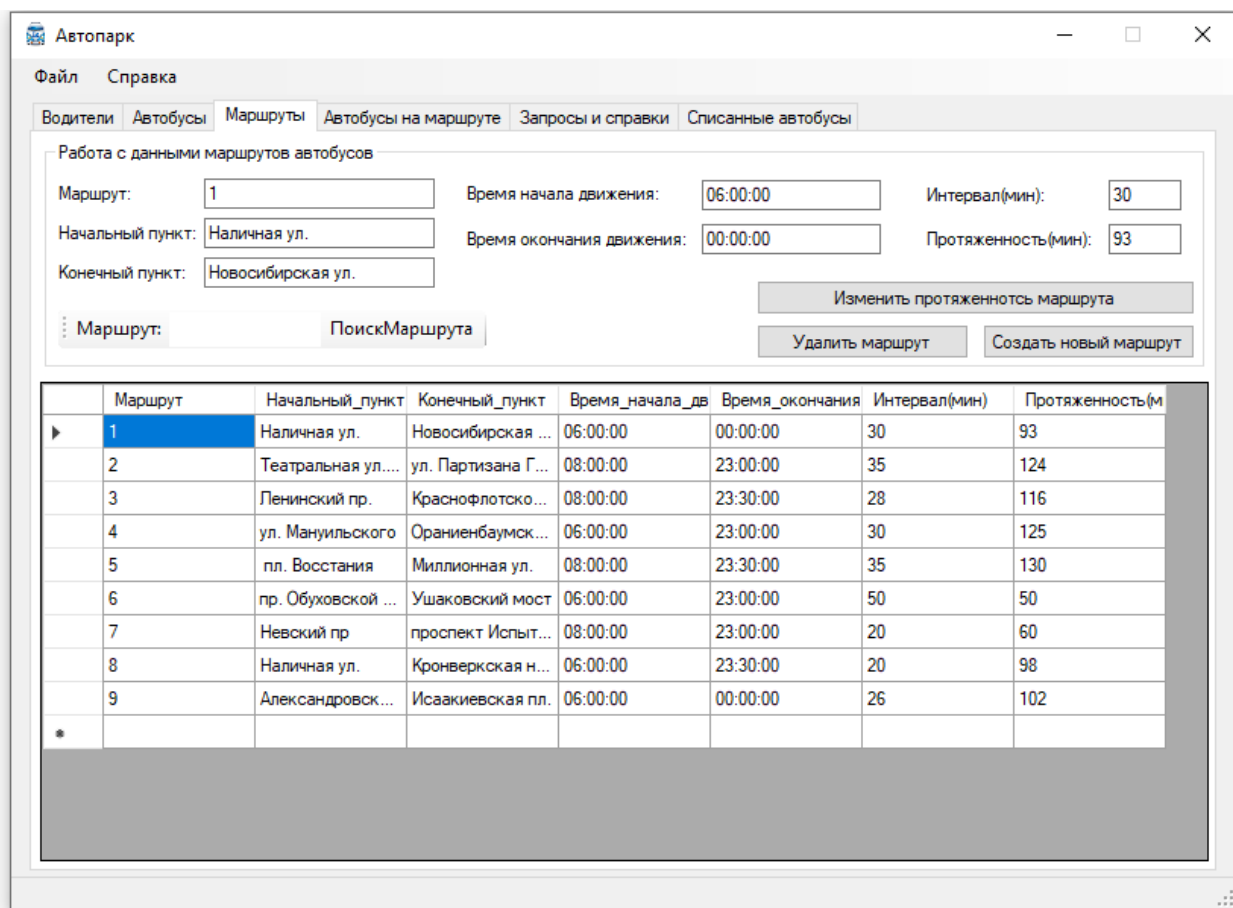 Автопарк
Файл Справка
Водители Автобусы Маршруты Автобусы на маршруте Запросы и справки Списанные автобусы
Работа с данными маршрутов автобусов
Маршрут: 1 Время начала движения: 06:00:00 Интервал(мин): 30
Начальный пункт: Наличная ул. Время окончания движения: 00:00:00 Протяженность(мин): 93
Конечный пункт: Новосибирская ул.
Изменить протяженнотсь маршрута
Маршрут: ПоискМаршрута Удалить маршрут Создать новый маршрут
Маршрут Начальный_пункт Конечный_пункт Время_начала_дв Время_окончания Интервал(мин) Протяженность(м
1 Наличная ул. Новосибирская ... 06:00:00 00:00:00 30 93
2 Театральная ул.... ул. Партизана Г... 08:00:00 23:00:00 35 124
3 Ленинский пр. Краснофлотско... 08:00:00 23:30:00 28 116
4 ул. Мануильского Ораниенбаумск... 06:00:00 23:00:00 30 125
5 пл. Восстания Миллионная ул. 08:00:00 23:30:00 35 130
6 пр. Обуховской ... Ушаковский мост 06:00:00 23:00:00 50 50
7 Невский пр проспект Испыт... 08:00:00 23:00:00 20 60
8 Наличная ул. Кронверкская н... 06:00:00 23:30:00 20 98
9 Александровск... Исаакиевская пл. 06:00:00 00:00:00 26 102